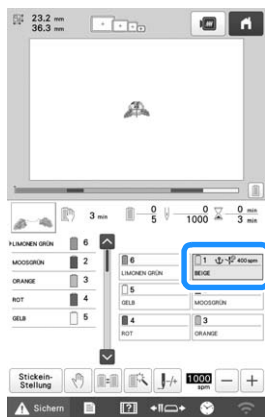 23.2 mm
36.3 mm
3 min
0
5
0
1000
0 min
3 min
LIMONEN GRÜN 6
MOOSGRÜN 2
ORANGE 3
ROT 4
GELB 5
6
LIMONEN GRÜN
1 400 spm
BEIGE
5
GELB
MOOSGRÜN
4
ROT
3
ORANGE
Stickein-
Stellung
1000
spm
Sichern